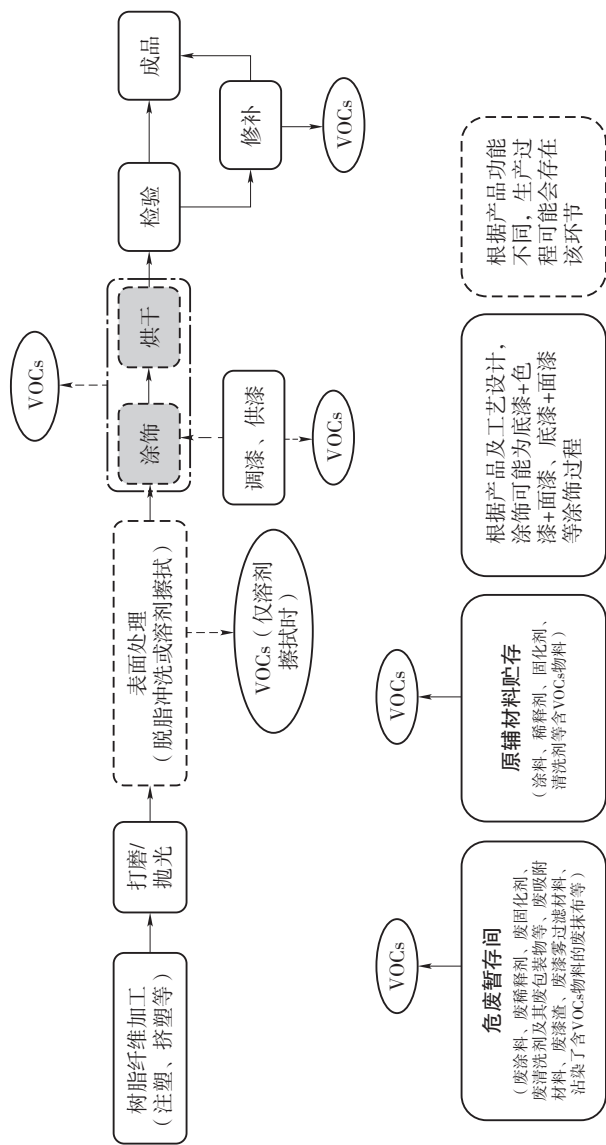 树脂纤维加工
（注塑、挤塑等）
打磨/
抛光
表面处理
（脱脂冲洗或溶剂擦拭）
VOCs（仅溶剂
擦拭时）
涂饰
烘干
VOCs
调漆、供漆
VOCs
检验
修补
VOCs
成品
VOCs
危废暂存间
（废涂料、废稀释剂、废固化剂、
废清洗剂及其废包装物等、废吸附
材料、废漆渣、废漆雾过滤材料、
沾染了含VOCs物料的废抹布等）
VOCs
原辅材料贮存
（涂料、稀释剂、固化剂、
清洗剂等含VOCs物料）
根据产品及工艺设计，
涂饰可能为底漆+色
漆+面漆、底漆+面漆
等涂饰过程
根据产品功能
不同，生产过
程可能会存在
该环节